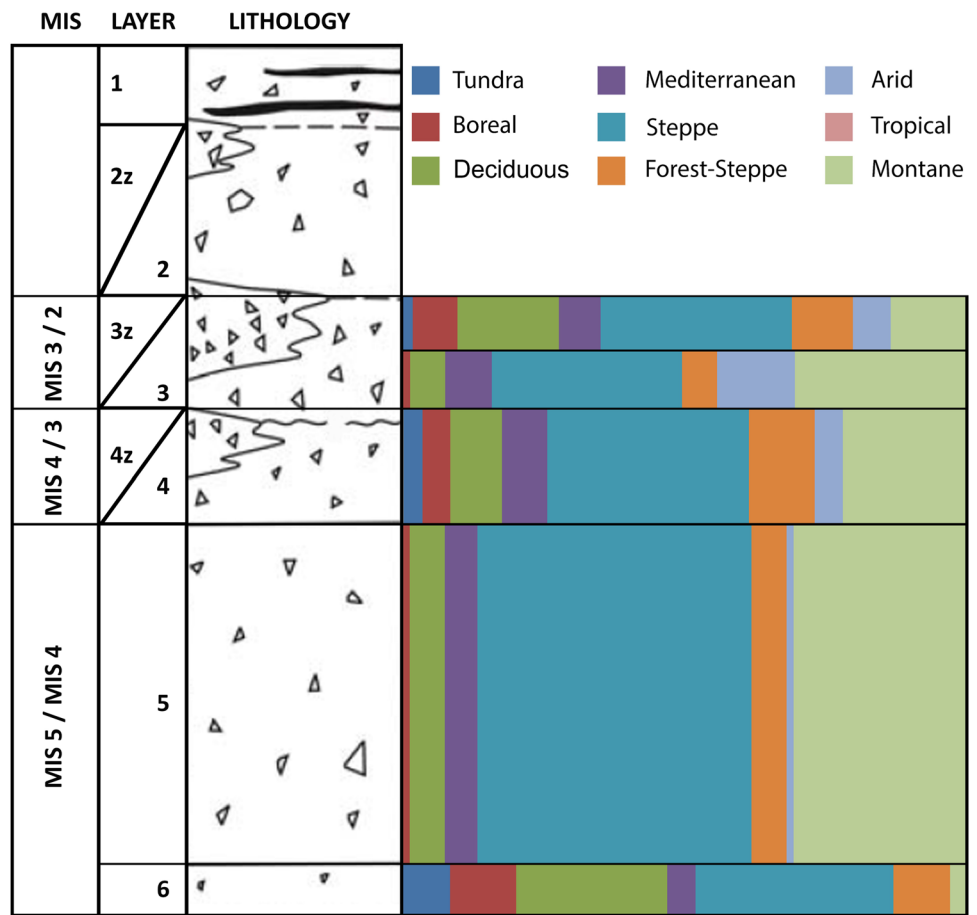 MIS LAYER LITHOLOGY
1
Tundra Mediterranean Arid
Boreal Steppe Tropical
Deciduous Forest-Steppe Montane
2z
2
MIS 3 / 2
3z
3
MIS 4 / 3
4z
4
MIS 5 / MIS 4
5
6